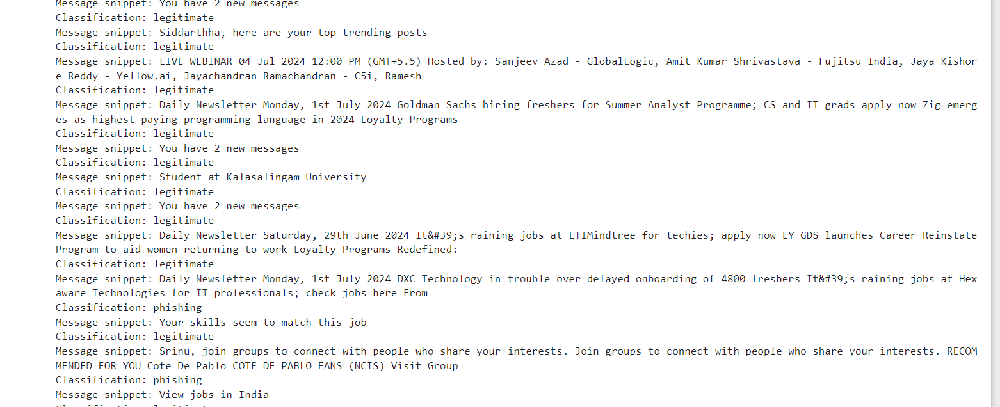 Message snippet: You have 2 new messages
Classification: legitimate
Message snippet: Siddarthha, here are your top trending posts
Classification: legitimate
Message snippet: LIVE WEBINAR 04 Jul 2024 12:00 PM (GMT+5.5) Hosted by: Sanjeev Azad - GlobalLogic, Amit Kumar Shrivastava - Fujitsu India, Jaya Kishor
e Reddy - Yellow.ai, Jayachandran Ramachandran - C5i, Ramesh
Classification: legitimate
Message snippet: Daily Newsletter Monday, 1st July 2024 Goldman Sachs hiring freshers for Summer Analyst Programme; CS and IT grads apply now Zig emerg
es as highest-paying programming language in 2024 Loyalty Programs
Classification: legitimate
Message snippet: You have 2 new messages
Classification: legitimate
Message snippet: Student at Kalasalingam University
Classification: legitimate
Message snippet: You have 2 new messages
Classification: legitimate
Message snippet: Daily Newsletter Saturday, 29th June 2024 It&#39;s raining jobs at LTIMindtree for techies; apply now EY GDS launches Career Reinstate
Program to aid women returning to work Loyalty Programs Redefined:
Classification: legitimate
Message snippet: Daily Newsletter Monday, 1st July 2024 DXC Technology in trouble over delayed onboarding of 4800 freshers It&#39;s raining jobs at Hex
aware Technologies for IT professionals; check jobs here From
Classification: phishing
Message snippet: Your skills seem to match this job
Classification: legitimate
Message snippet: Srinu, join groups to connect with people who share your interests. Join groups to connect with people who share your interests. RECOM
MENDED FOR YOU Cote De Pablo COTE DE PABLO FANS (NCIS) Visit Group
Classification: phishing
Message snippet: View jobs in India